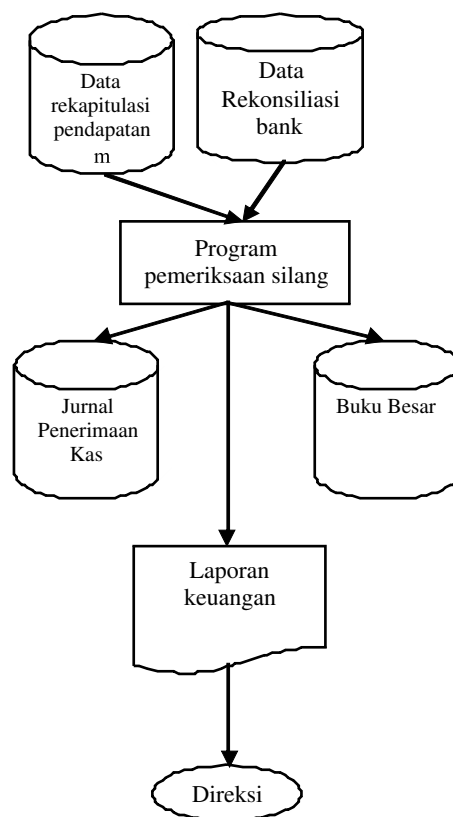 Data
rekapitulasi
pendapatan
m
Data
Rekonsiliasi
bank
Program
pemeriksaan silang
Jurnal
Penerimaan
Kas
Buku Besar
Laporan
keuangan
Direksi